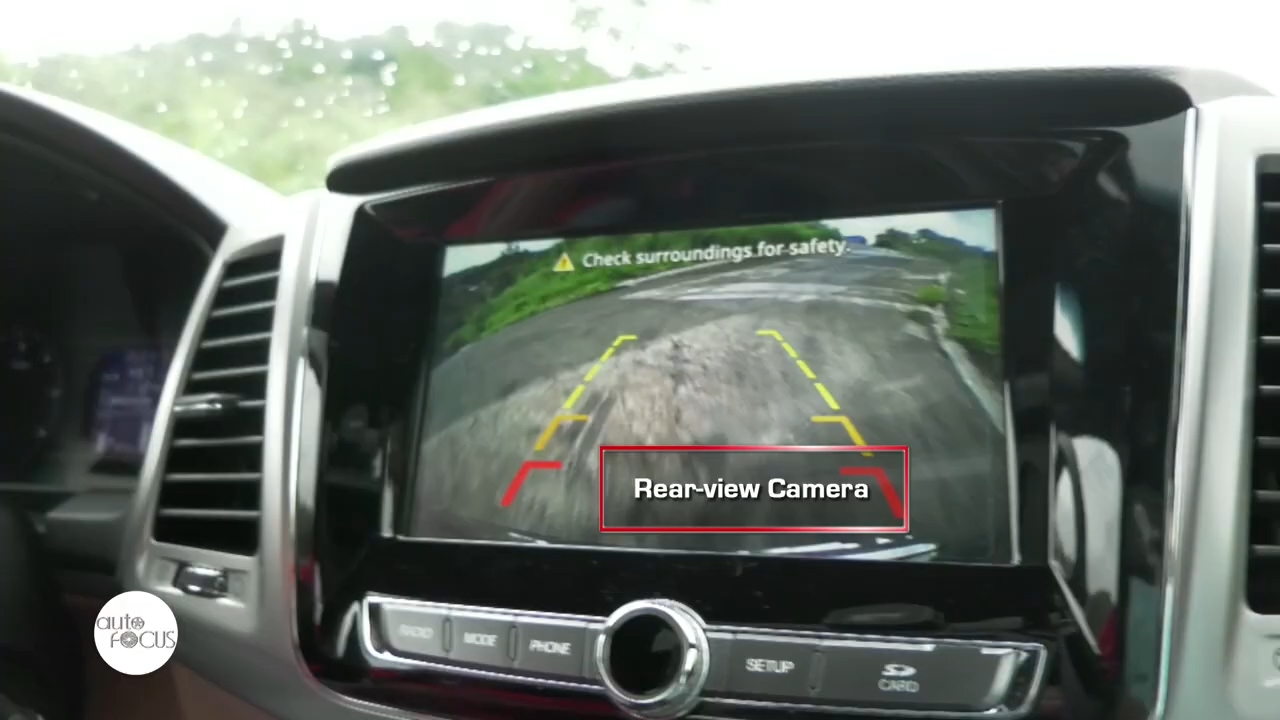 Check surroundings for safety.
Rear-view Camera
RADIO
MODE
PHONE
SETUP
SD
CARD
auto
FOCUS